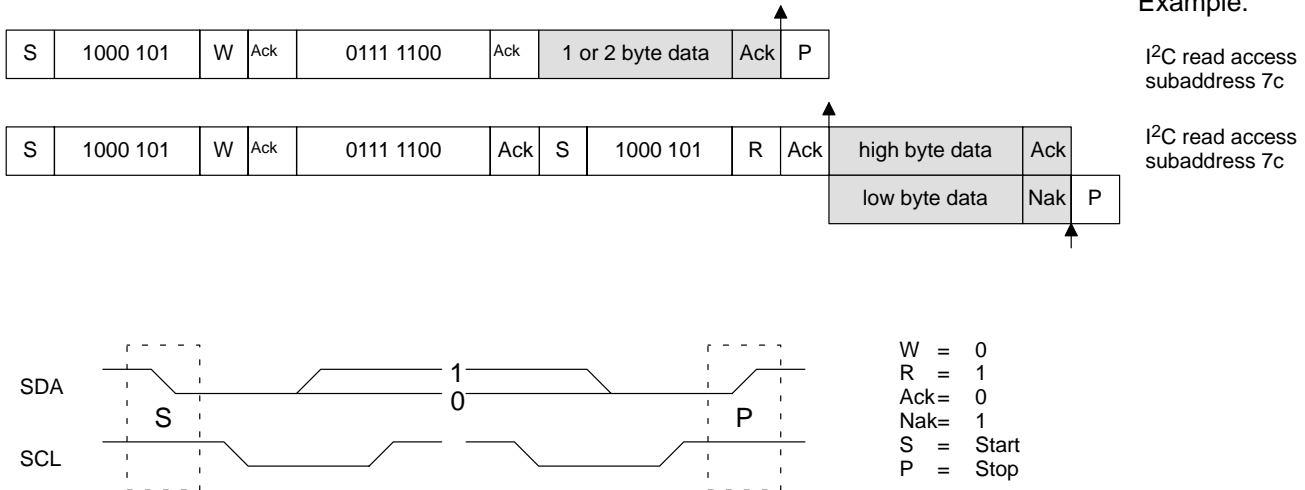 Example:
S 1000 101 W Ack 0111 1100 Ack 1 or 2 byte data Ack P
I2C read access
subaddress 7c
S 1000 101 W Ack 0111 1100 Ack S 1000 101 R Ack high byte data Ack
I2C read access
subaddress 7c
low byte data Nak P
SDA
1
0
S
P
SCL
W = 0
R = 1
Ack= 0
Nak= 1
S = Start
P = Stop